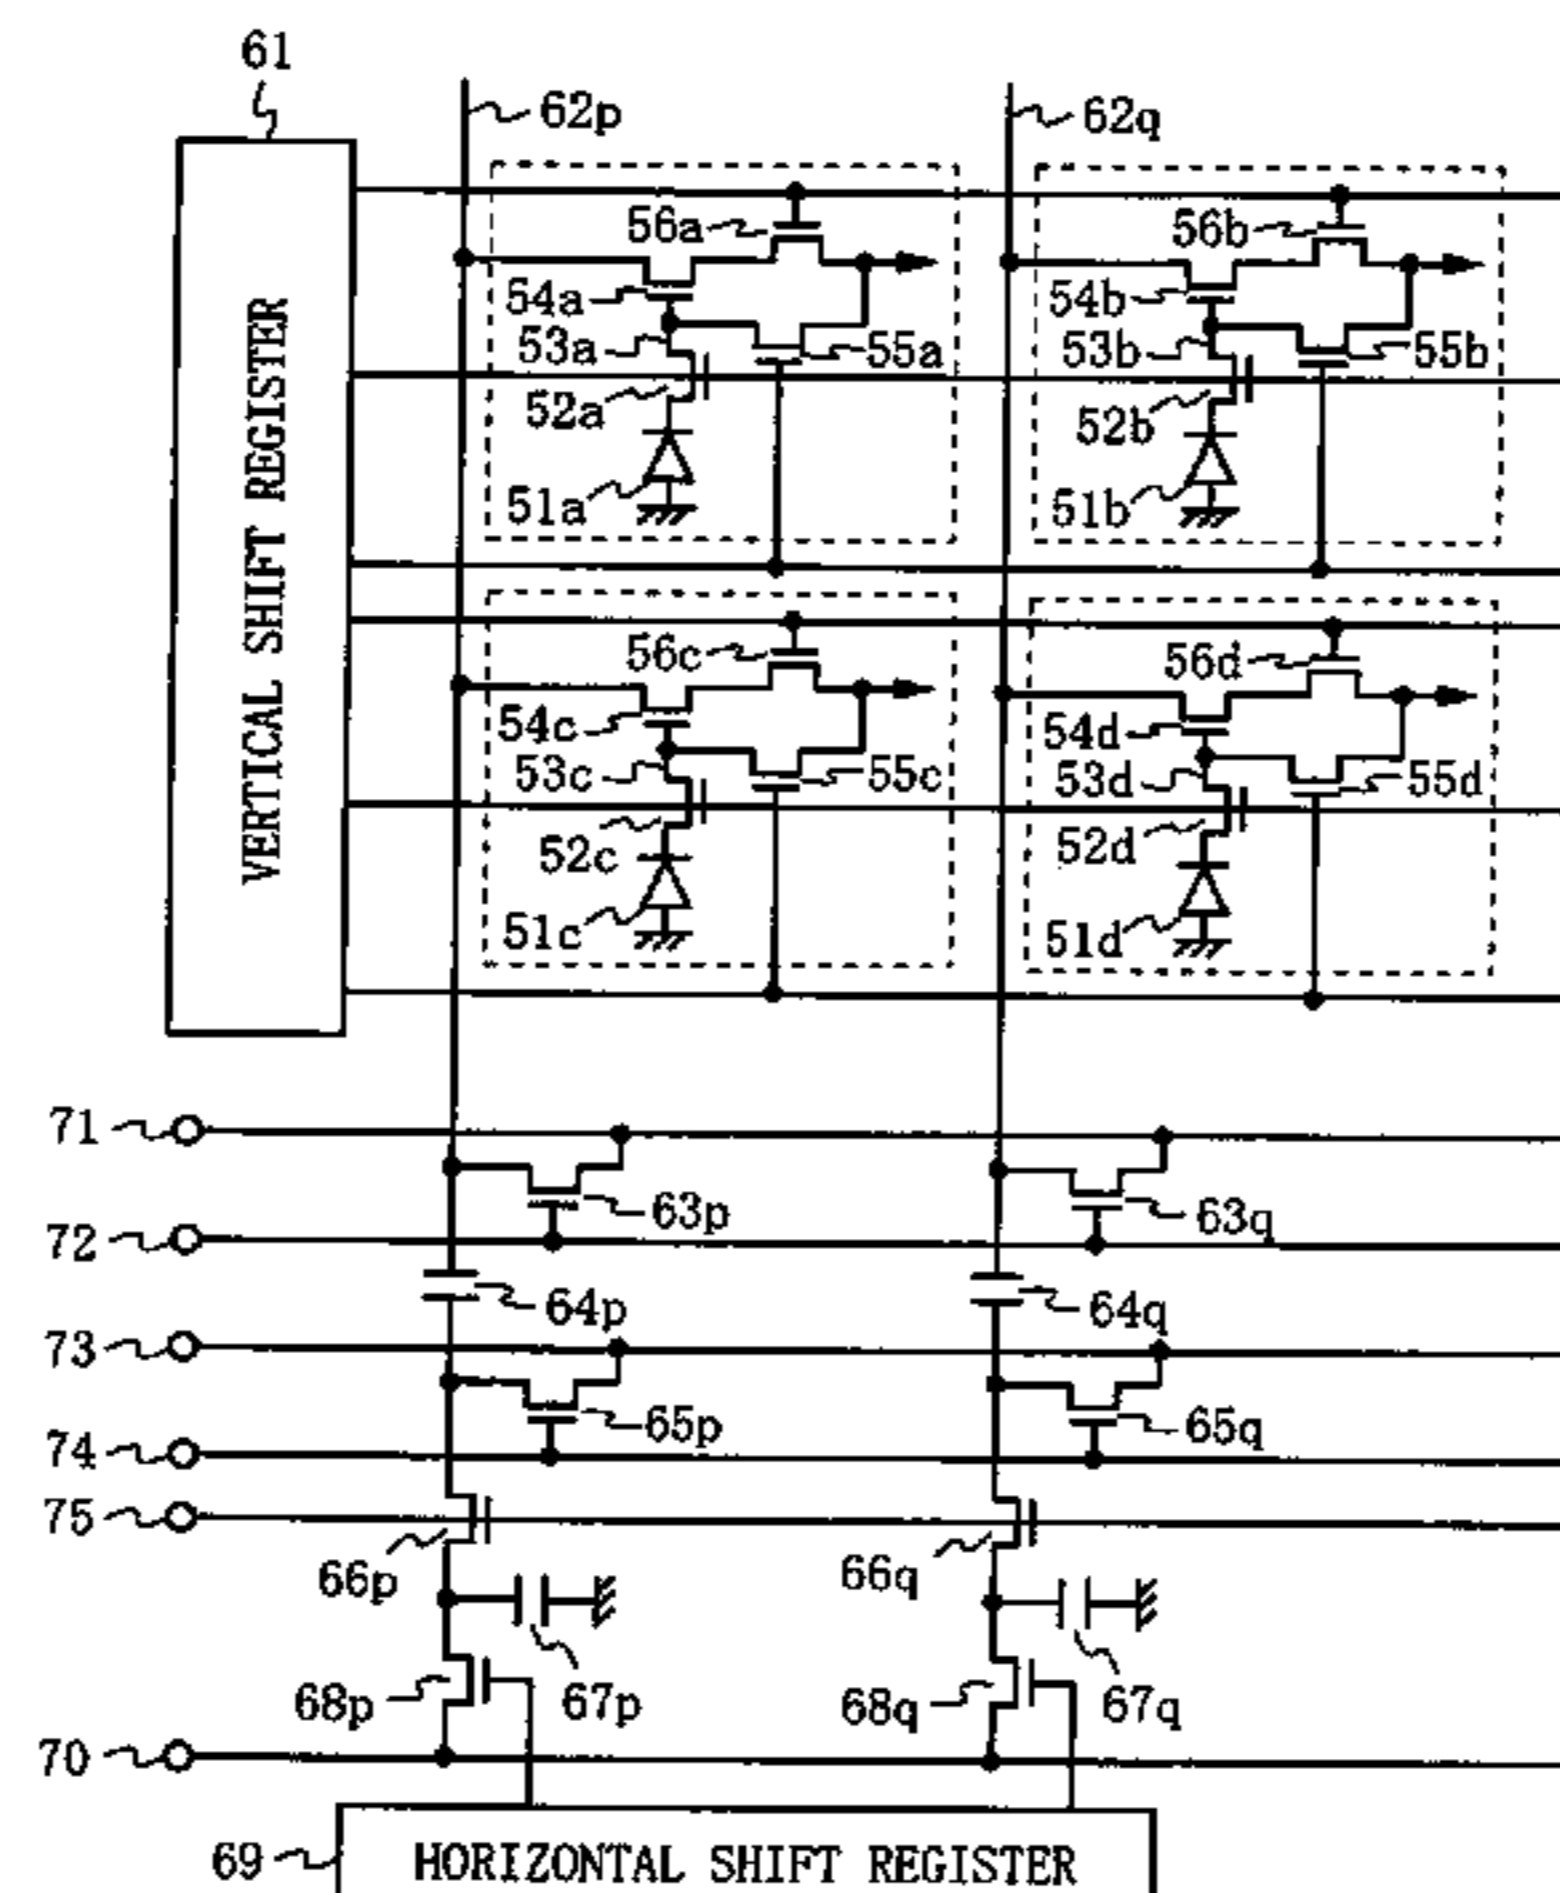 61
62p
62q
56a
56b
54a
54b
53a
55a
53b
55b
52a
52b
51a
51b
VERTICAL SHIFT REGISTER
56c
56d
54c
54d
53c
55c
53d
55d
52c
52d
51c
51d
71
63p
63q
72
64p
64q
73
65p
65q
74
75
66p
66q
68p
67p
68q
67q
70
69
HORIZONTAL SHIFT REGISTER